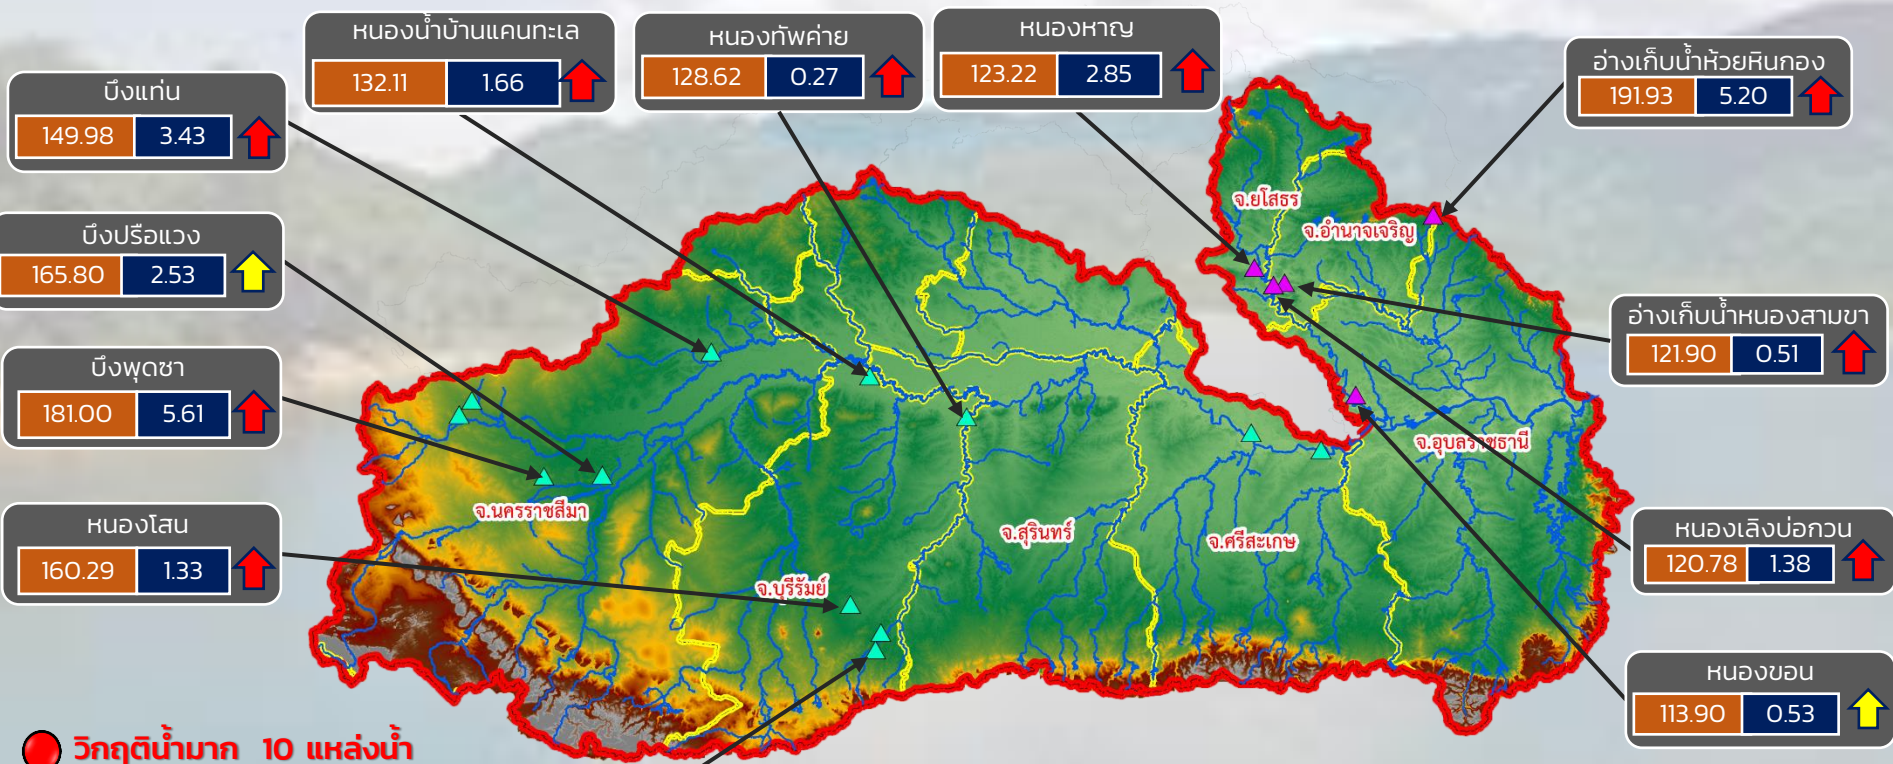 หนองน้ำบ้านแคนทะเล
132.11 1.66
หนองทัพค่าย
128.62 0.27
หนองหาญ
123.22 2.85
อ่างเก็บน้ำห้วยหินกอง
191.93 5.20
บึงแท่น
149.98 3.43
บึงปรือแวง
165.80 2.53
บึงพุดซา
181.00 5.61
หนองโสน
160.29 1.33
อ่างเก็บน้ำหนองสามขา
121.90 0.51
หนองเลิงบ่อกวน
120.78 1.38
หนองขอน
113.90 0.53
จ.ยโสธร
จ.อำนาจเจริญ
จ.อุบลราชธานี
จ.นครราชสีมา
จ.สุรินทร์
จ.ศรีสะเกษ
จ.บุรีรัมย์
วิกฤติน้ำมาก 10 แหล่งน้ำ